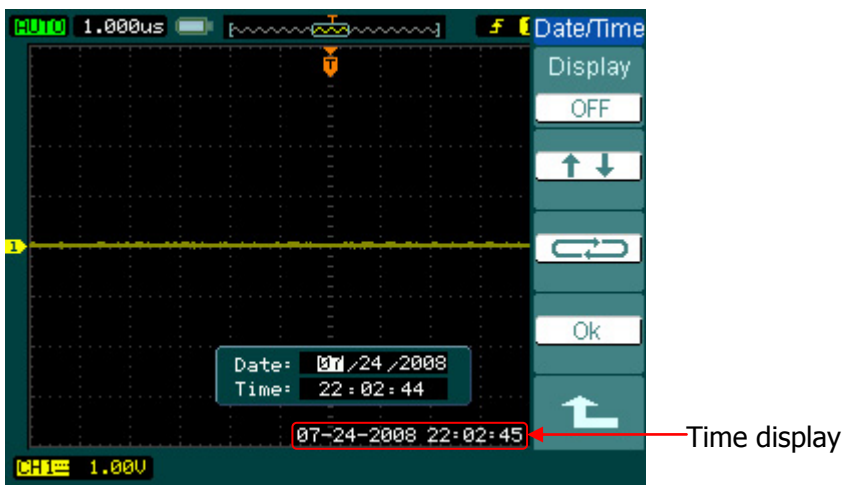 AUTO 1.000us T Date/Time
T Display
OFF
1
Ok
Date: 07/24/2008
Time: 22:02:44
07-24-2008 22:02:45 Time display
CH1 1.00V